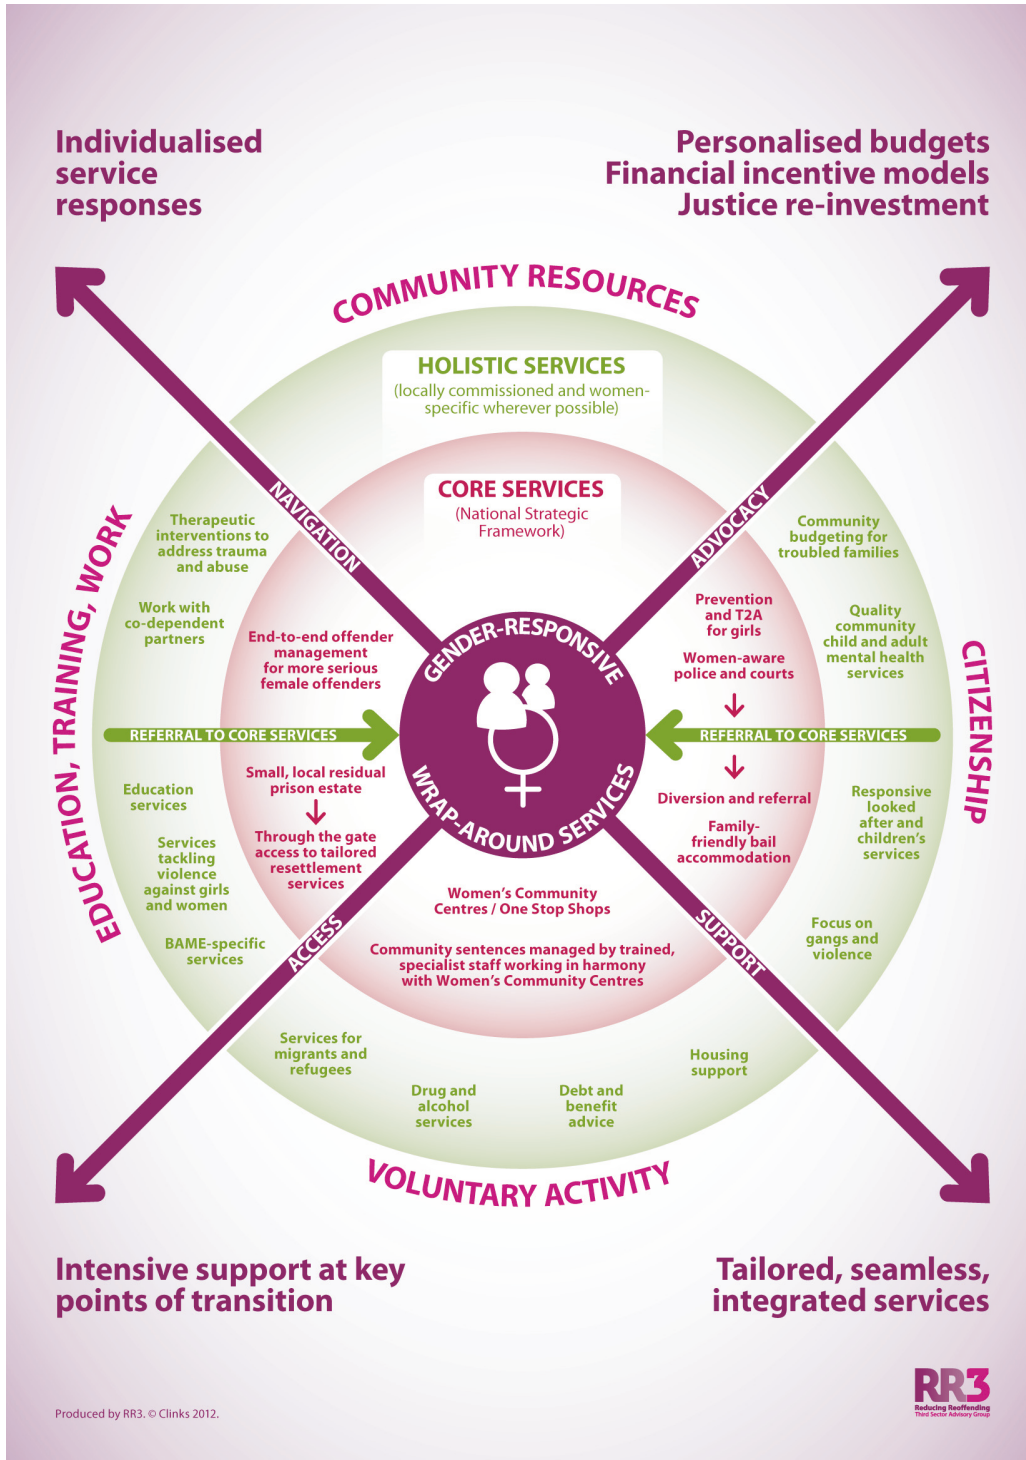 Individualised
service
responses
Personalised budgets
Financial incentive models
Justice re-investment
COMMUNITY RESOURCES
HOLISTIC SERVICES
(locally commissioned and women-
specific wherever possible)
CORE SERVICES
(National Strategic
Framework)
NAVIGATION
ADVOCACY
EDUCATION, TRAINING, WORK
CITIZENSHIP
Therapeutic
interventions to
address trauma
and abuse
Work with
co-dependent
partners
End-to-end offender
management
for more serious
female offenders
GENDER-RESPONSIVE
WRAP-AROUND SERVICES
Prevention
and T2A
for girls
Women-aware
police and courts
Community
budgeting for
troubled families
Quality
community
child and adult
mental health
services
REFERRAL TO CORE SERVICES
REFERRAL TO CORE SERVICES
Education
services
Services
tackling
violence
against girls
and women
BAME-specific
services
Small, local residual
prison estate
Through the gate
access to tailored
resettlement
services
Diversion and referral
Family-
friendly bail
accommodation
Responsive
looked
after and
children's
services
Focus on
gangs and
violence
Women's Community
Centres / One Stop Shops
Community sentences managed by trained,
specialist staff working in harmony
with Women's Community Centres
ACCESS
SUPPORT
Services for
migrants and
refugees
Drug and
alcohol
services
Debt and
benefit
advice
Housing
support
VOLUNTARY ACTIVITY
Intensive support at key
points of transition
Tailored, seamless,
integrated services
Produced by RR3. © Clinks 2012.
RR3
Reducing Reoffending
Third Sector Advisory Group